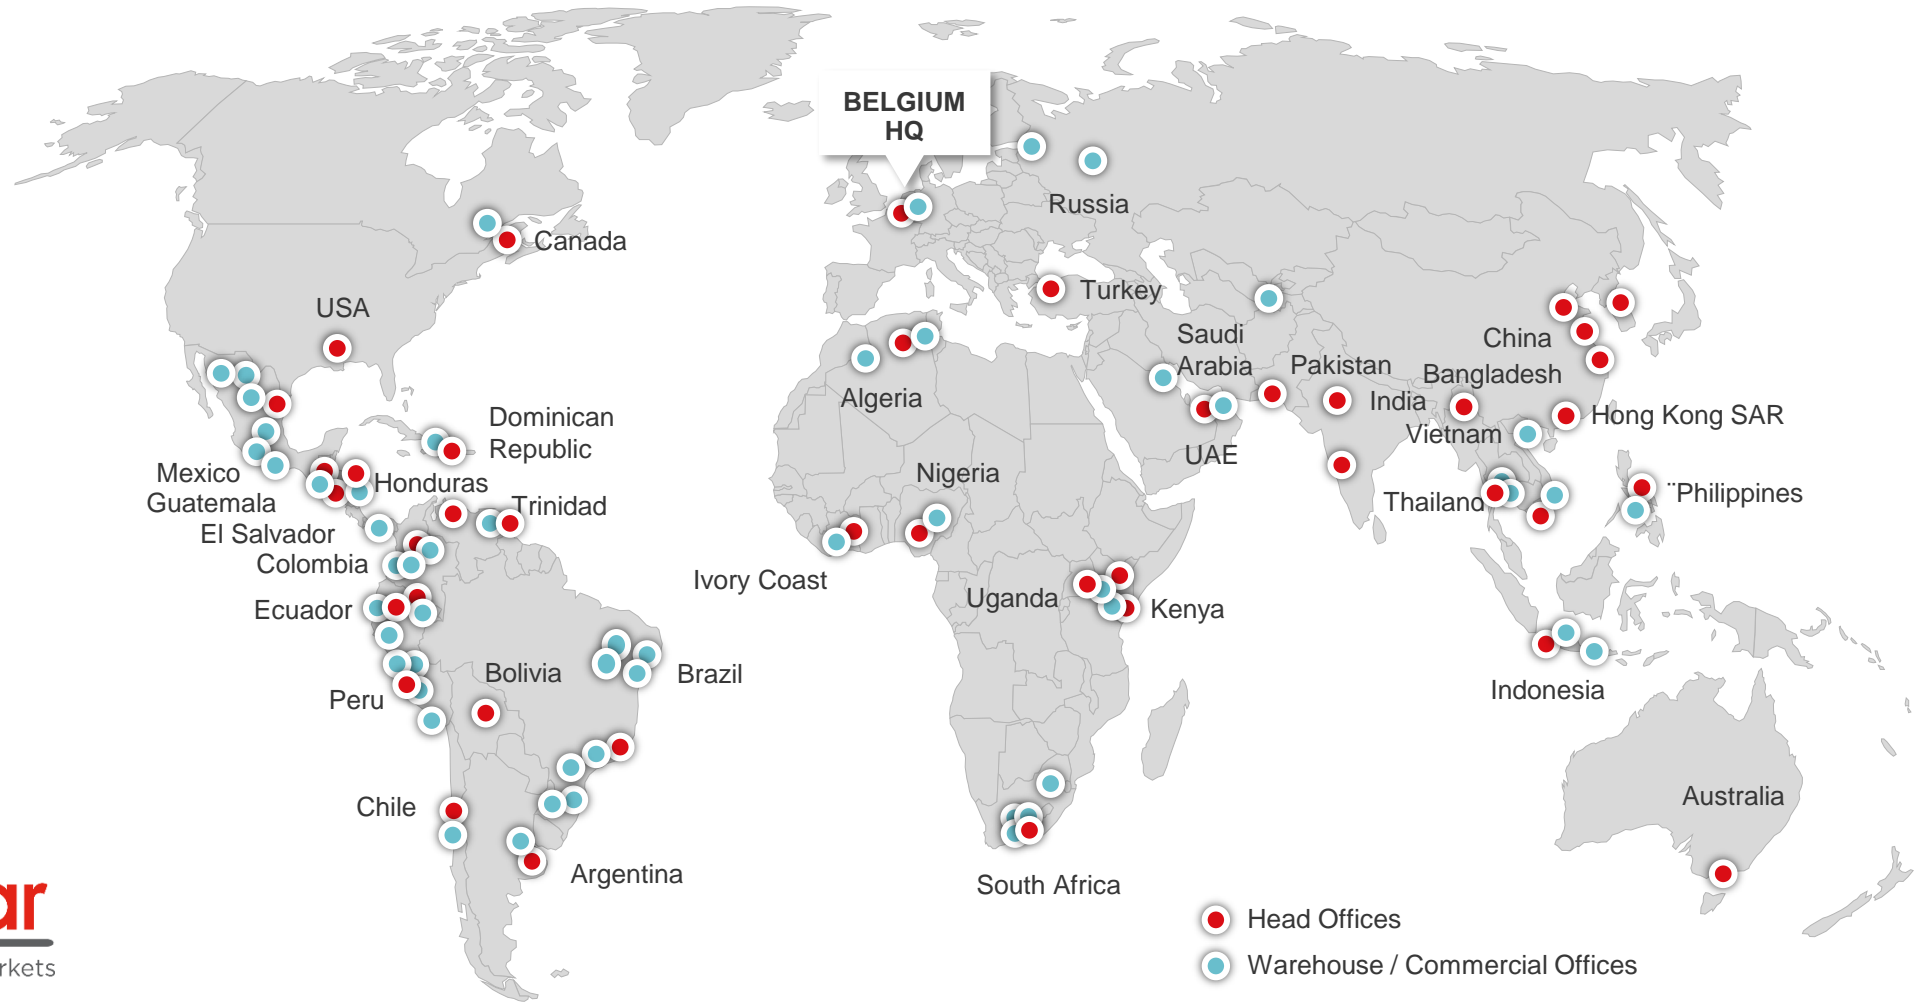 BELGIUM
HQ
Russia
Canada
Turkey
USA
Saudi
Arabia
China
Pakistan
Bangladesh
Algeria
India
Hong Kong SAR
Dominican
Republic
Vietnam
UAE
Mexico
Nigeria
Honduras
Guatemala
Trinidad
Thailand
¨Philippines
El Salvador
Colombia
Ivory Coast
Uganda
Ecuador
Kenya
Bolivia
Brazil
Peru
Indonesia
Chile
Australia
Argentina
South Africa
ar
rkets
Head Offices
Warehouse / Commercial Offices